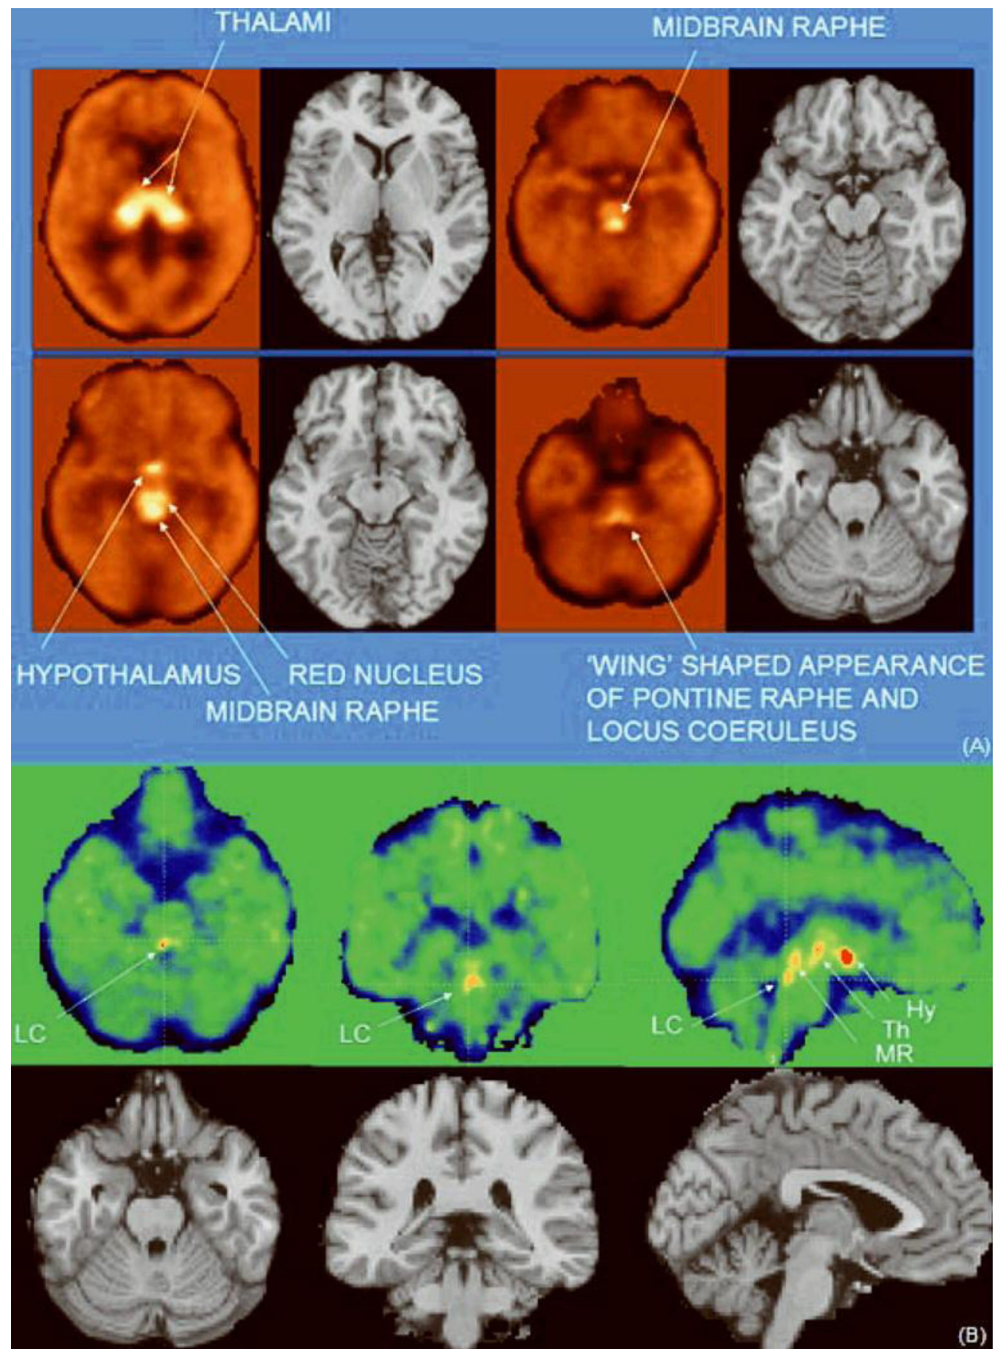 THALAMI
MIDBRAIN RAPHE
HYPOTHALAMUS
RED NUCLEUS
MIDBRAIN RAPHE
'WING' SHAPED APPEARANCE
OF PONTINE RAPHE AND
LOCUS COERULEUS
(A)
LC
LC
LC
Hy
Th
MR
(B)